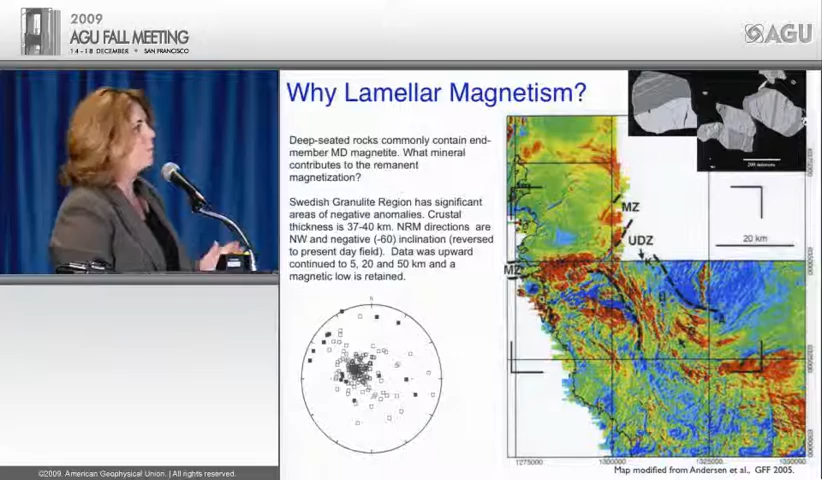 2009
AGU FALL MEETING
14 - 18 DECEMBER • SAN FRANCISCO
AGU
Why Lamellar Magnetism?
Deep-seated rocks commonly contain end-
member MD magnetite. What mineral
contributes to the remanent
magnetization?
Swedish Granulite Region has significant
areas of negative anomalies. Crustal
thickness is 37-40 km. NRM directions are
NW and negative (-60) inclination (reversed
to present day field). Data was upward
continued to 5, 20 and 50 km and a
magnetic low is retained.
MZ
UDZ
20 km
MZ
1275000
1300000
1325000
Map modified from Andersen et al., GFF 2005.
©2009. American Geophysical Union. | All rights reserved.